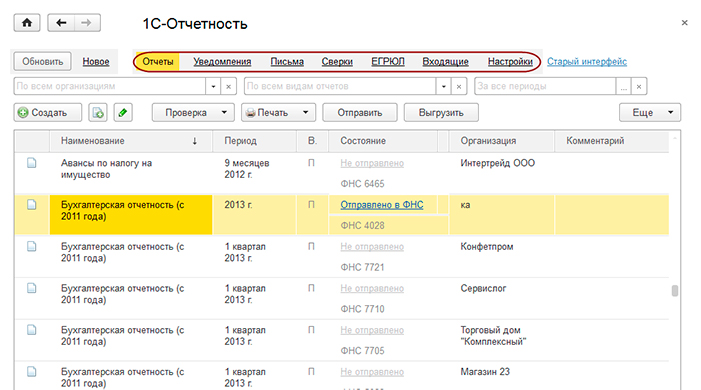 1С-Отчетность
Обновить Новое Отчеты Уведомления Письма Сверки ЕГРЮЛ Входящие Настройки Старый интерфейс
По всем организациям По всем видам отчетов За все периоды ...
Создать Проверка Печать Отправить Выгрузить Еще
Наименование ↓ Период В. Состояние Организация Комментарий
Авансы по налогу на 9 месяцев П Не отправлено Интертрейд ООО
имущество 2012 г.
ФНС 6465
Бухгалтерская отчетность (с 2013 г. П Отправлено в ФНС ка
2011 года)
ФНС 4028
Бухгалтерская отчетность (с 1 квартал П Не отправлено Конфетпром
2011 года) 2013 г.
ФНС 7721
Бухгалтерская отчетность (с 1 квартал П Не отправлено Сервислог
2011 года) 2013 г.
ФНС 7710
Бухгалтерская отчетность (с 1 квартал П Не отправлено Торговый дом
2011 года) 2013 г. "Комплексный"
ФНС 7705
Бухгалтерская отчетность (с 1 квартал П Не отправлено Магазин 23
2011 года) 2013 г.